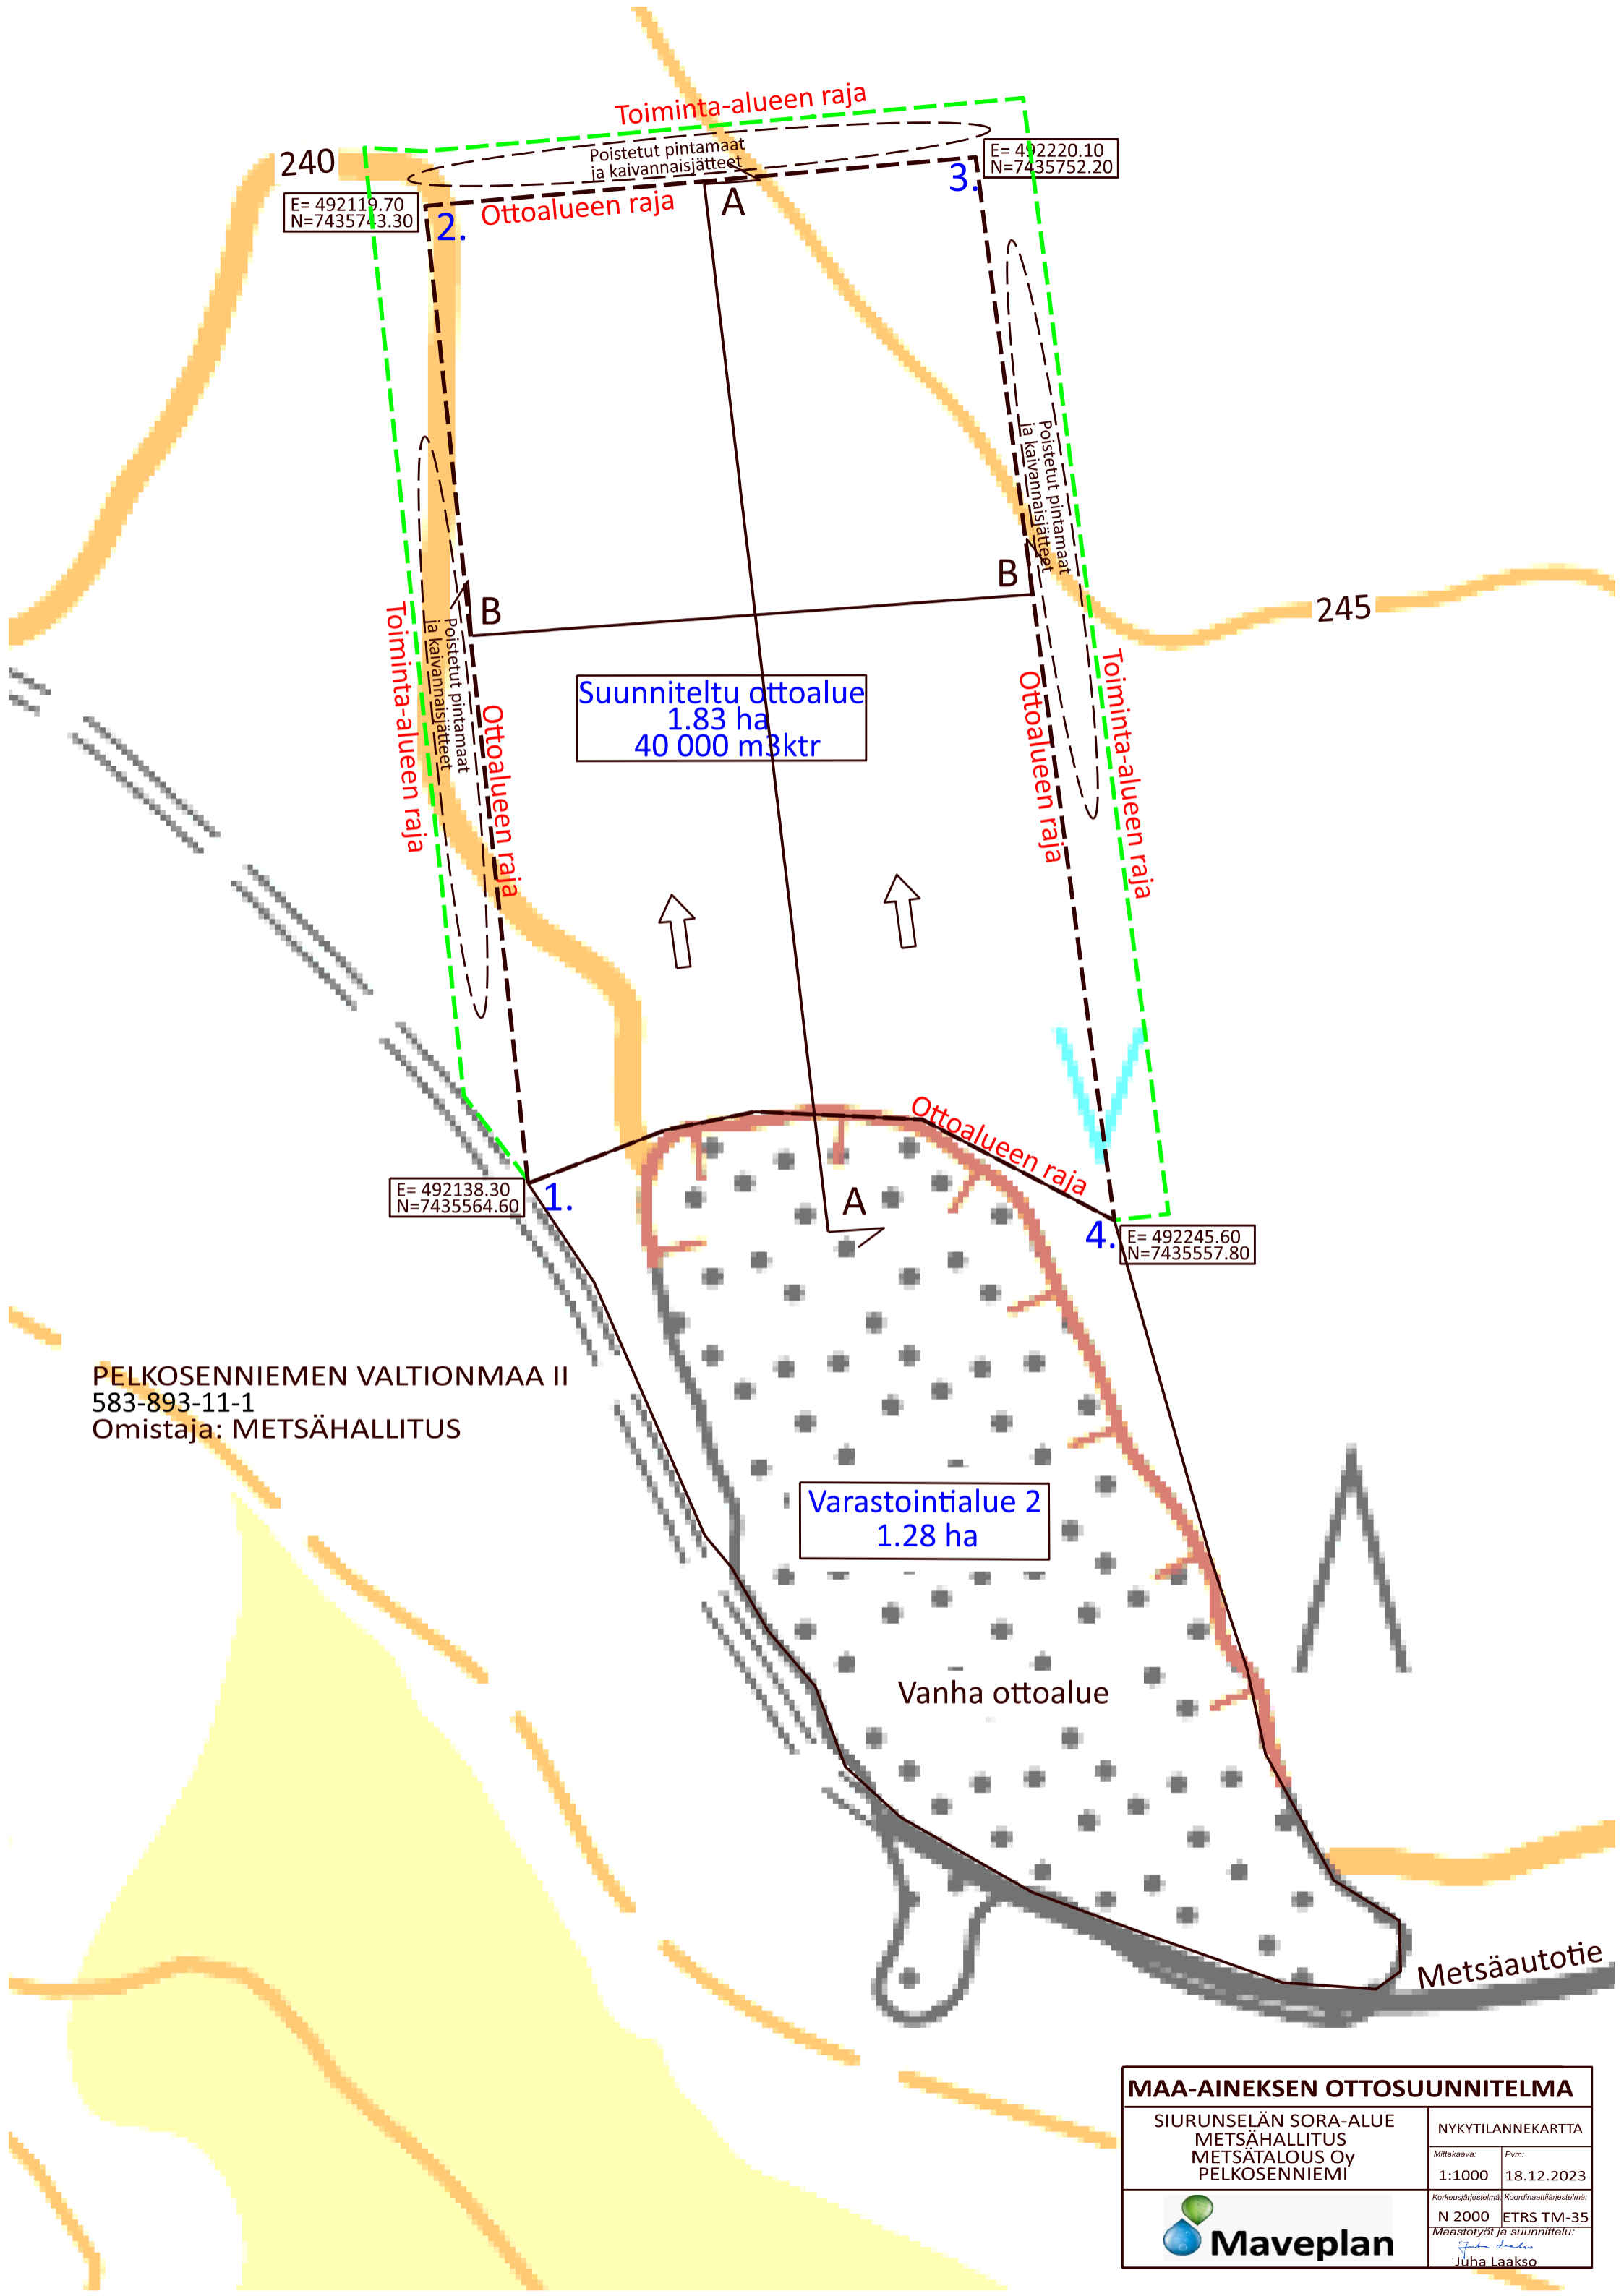 Toiminta-alueen raja
240
Poistetut pintamaat
ja kaivannaisjätteet
E= 492220.10
N=7435752.20
3.
E= 492119.70
N=7435743.30
2.
Ottoalueen raja
A
Poistetut pintamaat
ja kaivannaisjätteet
B
B
245
Toiminta-alueen raja
Poistetut pintamaat
ja kaivannaisjätteet
Ottoalueen raja
Suunniteltu ottoalue
1.83 ha
40 000 m3ktr
Ottoalueen raja
Toiminta-alueen raja
Ottoalueen raja
E= 492138.30
N=7435564.60
1.
A
4.
E= 492245.60
N=7435557.80
PELKOSENNIEMEN VALTIONMAA II
583-893-11-1
Omistaja: METSÄHALLITUS
Varastointialue 2
1.28 ha
Vanha ottoalue
Metsäautotie
MAA-AINEKSEN OTTOSUUNNITELMA
SIURUNSELÄN SORA-ALUE
METSÄHALLITUS
METSÄTALOUS Oy
PELKOSENNIEMI
NYKYTILANNEKARTTA
Mittakaava: Pvm:
1:1000 18.12.2023
Korkeusjärjestelmä: Koordinaattijärjestelmä:
N 2000 ETRS TM-35
Maastotyöt ja suunnittelu:
Juha Laakso
Juha Laakso
Maveplan